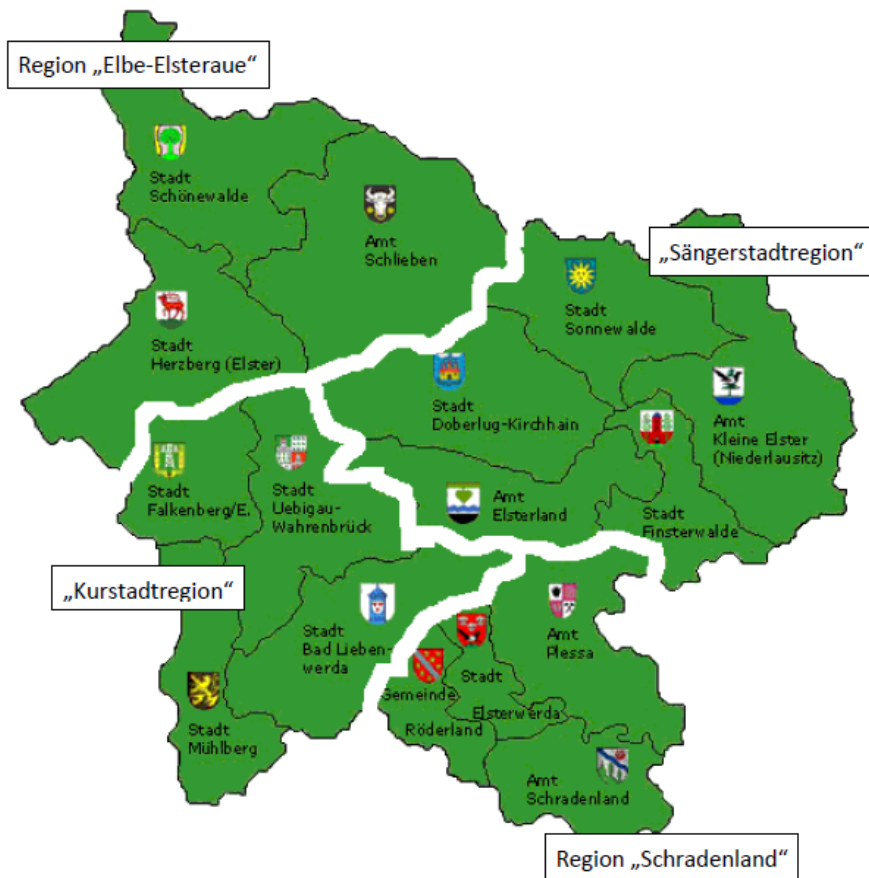 Region „Elbe-Elsteraue“
Stadt
Schönewalde
Amt
Schlieben
„Sängerstadtregion“
Stadt
Sonnewalde
Stadt
Herzberg (Elster)
Stadt
Doberlug-Kirchhain
Amt
Kleine Elster
(Niederlausitz)
Stadt
Falkenberg/E.
Stadt
Uebigau-
Wahrenbrück
Amt
Elsterland
Stadt
Finsterwalde
„Kurstadtregion“
Stadt
Bad Lieben-
werda
Amt
Plessa
Stadt
Elsterwerda
Gemeinde
Röderland
Stadt
Mühlberg
Amt
Schradenland
Region „Schradenland“